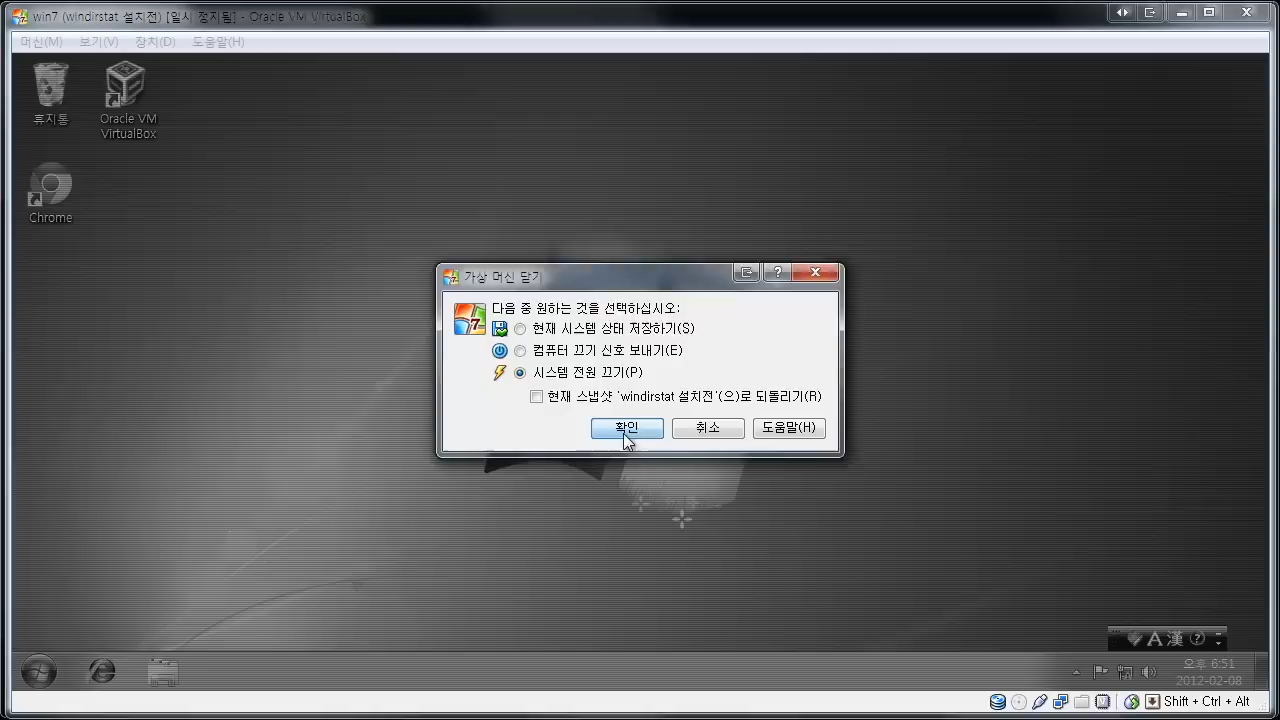 win7 (windirstat 설치전) [일시 정지됨] - Oracle VM VirtualBox
머신(M) 보기(V) 장치(D) 도움말(H)
휴지통
Oracle VM
VirtualBox
Chrome
가상 머신 닫기
다음 중 원하는 것을 선택하십시오:
현재 시스템 상태 저장하기(S)
컴퓨터 끄기 신호 보내기(E)
시스템 전원 끄기(P)
현재 스냅샷 'windirstat 설치전'(으)로 되돌리기(R)
확인 취소 도움말(H)
A 漢
오후 6:51
2012-02-08
Shift + Ctrl + Alt